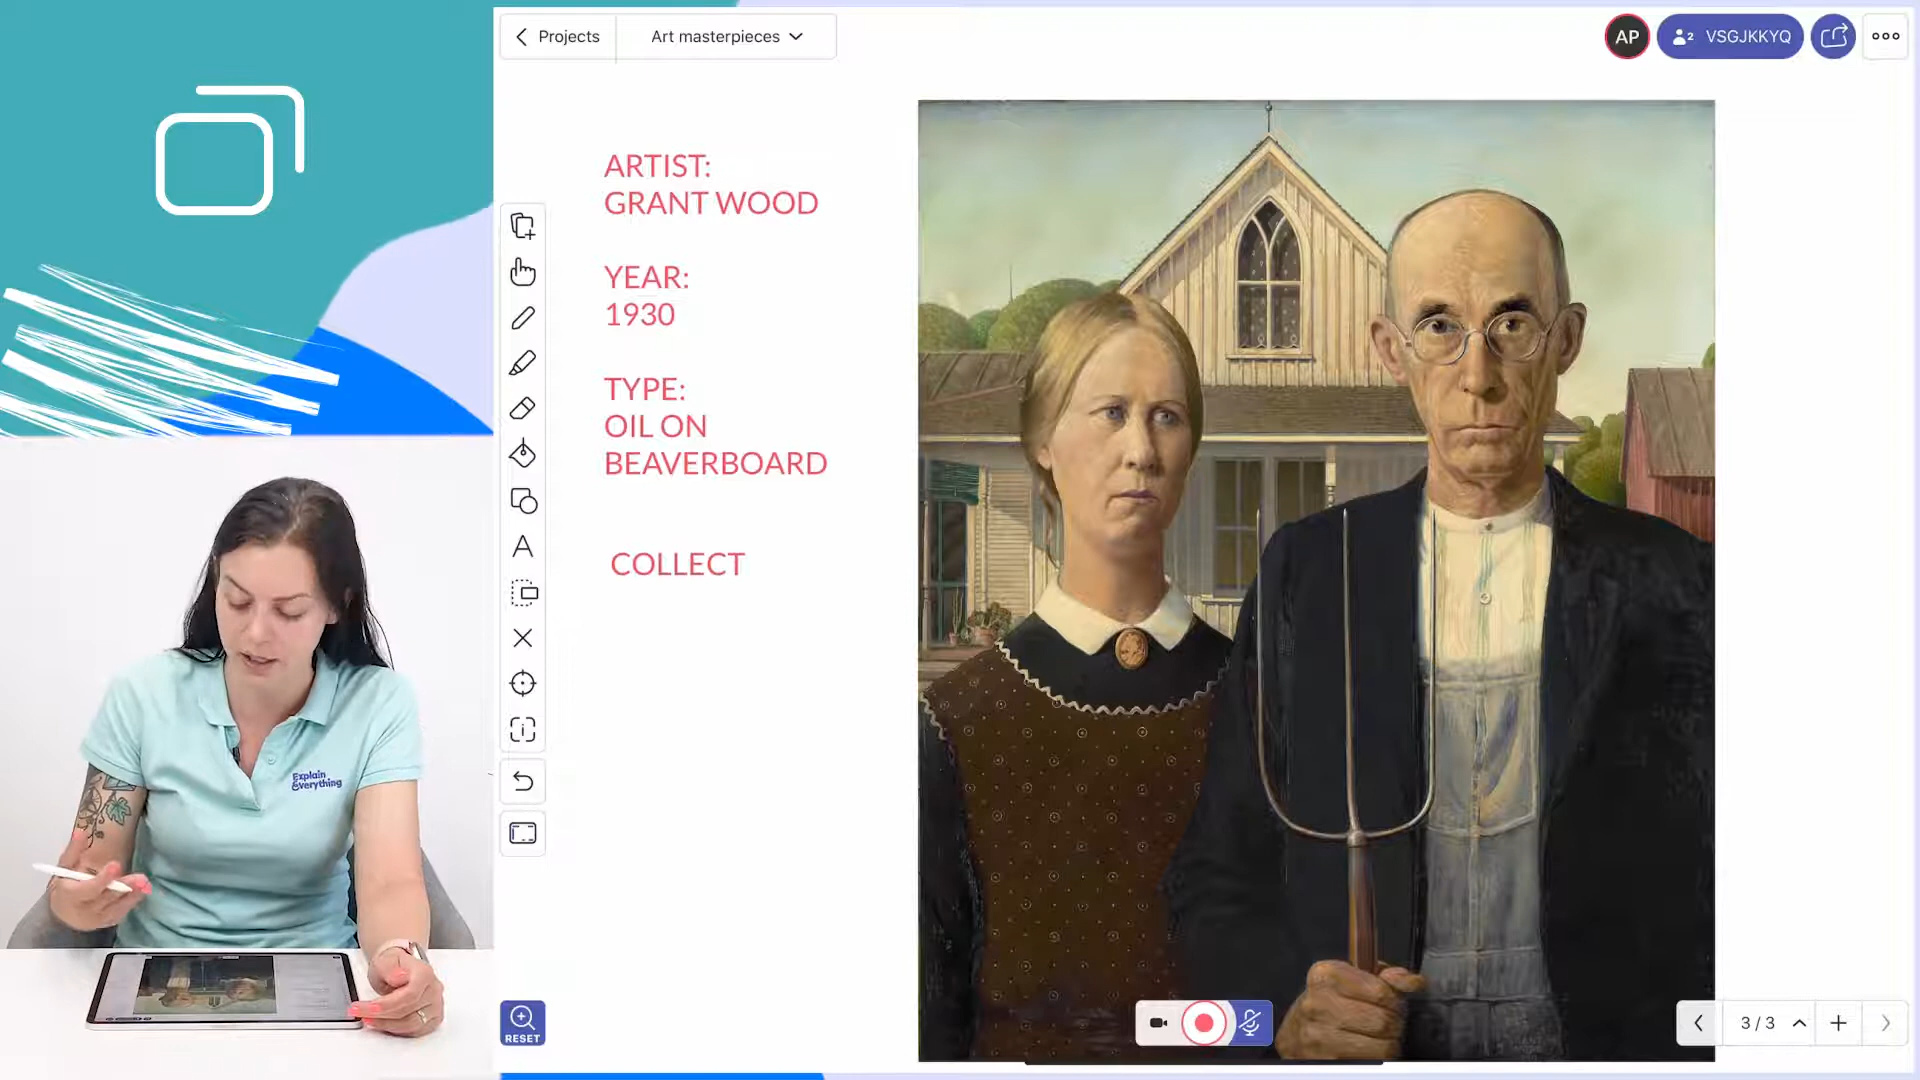 Projects
Art masterpieces
AP
2 VSGJKKYQ
ARTIST:
GRANT WOOD
YEAR:
1930
TYPE:
OIL ON
BEAVERBOARD
COLLECT
A
Explain
Everything
RESET
3 / 3